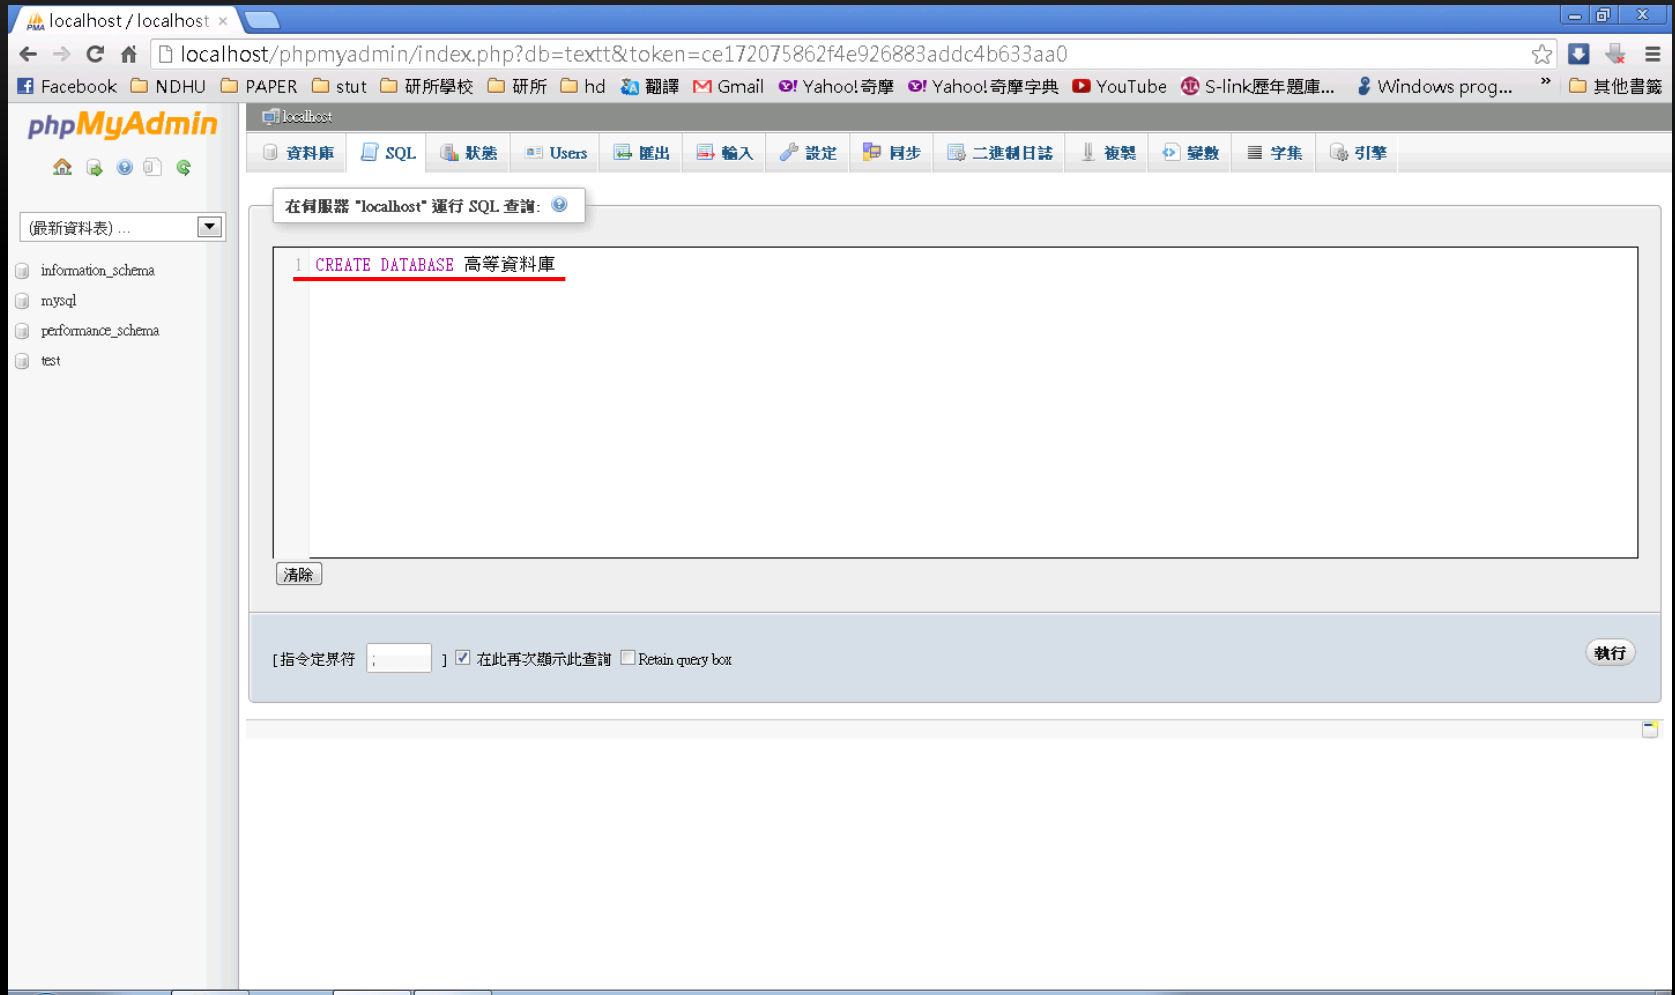 localhost / localhost
localhost/phpmyadmin/index.php?db=textt&token=ce172075862f4e926883addc4b633aa0
Facebook NDHU PAPER stut 研所學校 研所 hd 翻譯 Gmail Yahoo!奇摩 Yahoo!奇摩字典 YouTube S-link歷年題庫... Windows prog... » 其他書籤
phpMyAdmin
(最新資料表) ...
information_schema
mysql
performance_schema
test
localhost
資料庫 SQL 狀態 Users 匯出 輸入 設定 同步 二進制日誌 複製 變數 字集 引擎
在伺服器 "localhost" 運行 SQL 查詢:
1 CREATE DATABASE 高等資料庫
清除
[指令定界符 ; ] 在此再次顯示此查詢 Retain query box
執行